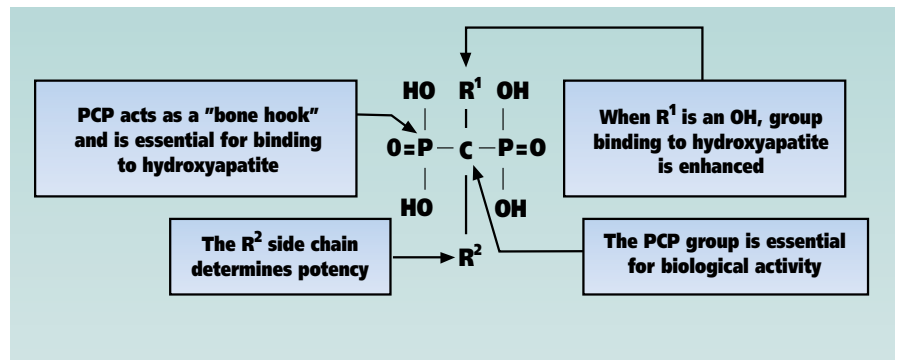 PCP acts as a "bone hook"
and is essential for binding
to hydroxyapatite
HO R¹ OH
O=P–C–P=O
HO OH
R²
When R¹ is an OH, group
binding to hydroxyapatite
is enhanced
The R² side chain
determines potency
The PCP group is essential
for biological activity